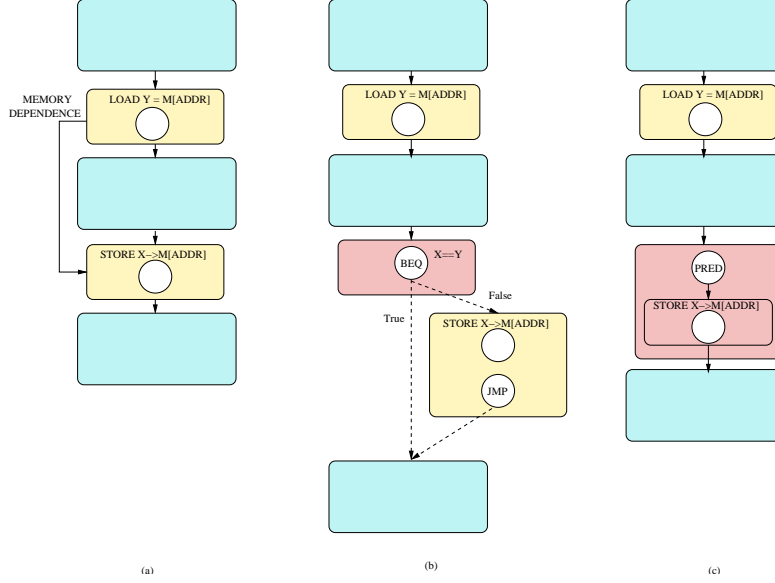 LOAD Y = M[ADDR]
MEMORY
DEPENDENCE
STORE X->M[ADDR]
(a)
LOAD Y = M[ADDR]
BEQ
X==Y
False
True
STORE X->M[ADDR]
JMP
(b)
LOAD Y = M[ADDR]
PRED
STORE X->M[ADDR]
(c)